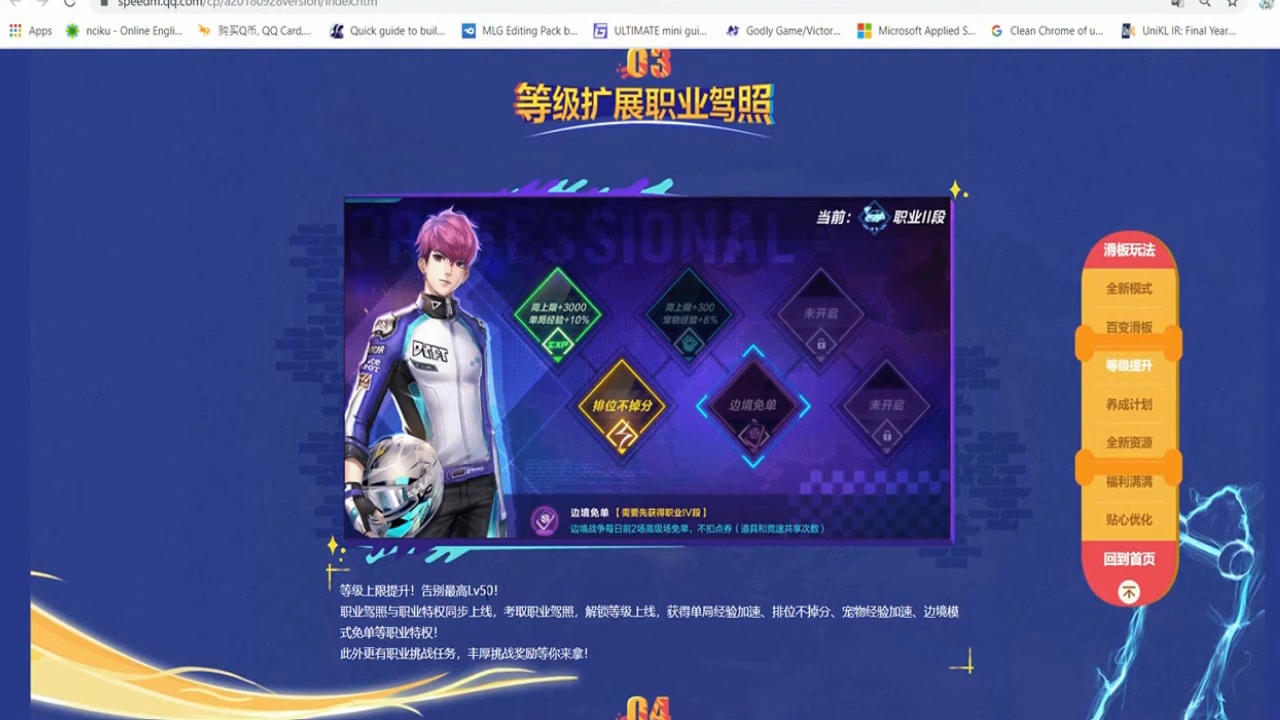 speedm.qq.com/cp/a20180928version/index.htm
Apps
nciku - Online Engli...
购买Q币, QQ Card,...
Quick guide to buil...
MLG Editing Pack b...
ULTIMATE mini gui...
Godly Game/Victor...
Microsoft Applied S...
Clean Chrome of u...
UniKL IR: Final Year...
03
等级扩展职业驾照
PROFESSIONAL
当前：
职业II段
周上限+3000
单局经验+10%
EXP
周上限+300
宠物经验+8%
未开启
排位不掉分
边境免单
未开启
DRIFT
边境免单【需要先获得职业IV段】
边境战争每日前2场高级场免单，不扣点券（道具和竞速共享次数）
等级上限提升！告别最高Lv50！
职业驾照与职业特权同步上线，考取职业驾照，解锁等级上线，获得单局经验加速、排位不掉分、宠物经验加速、边境模
式免单等职业特权！
此外更有职业挑战任务，丰厚挑战奖励等你来拿！
04
滑板玩法
全新模式
百变滑板
等级提升
养成计划
全新资源
福利满满
贴心优化
回到首页